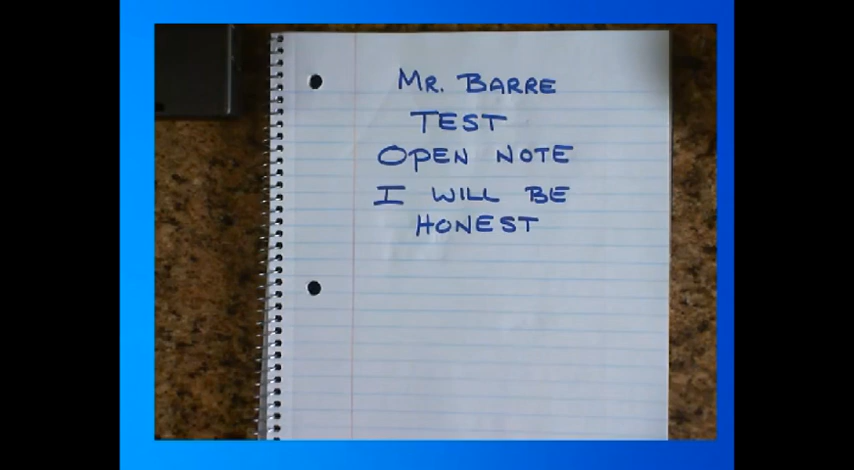 MR. BARRE
TEST
OPEN NOTE
I WILL BE
HONEST